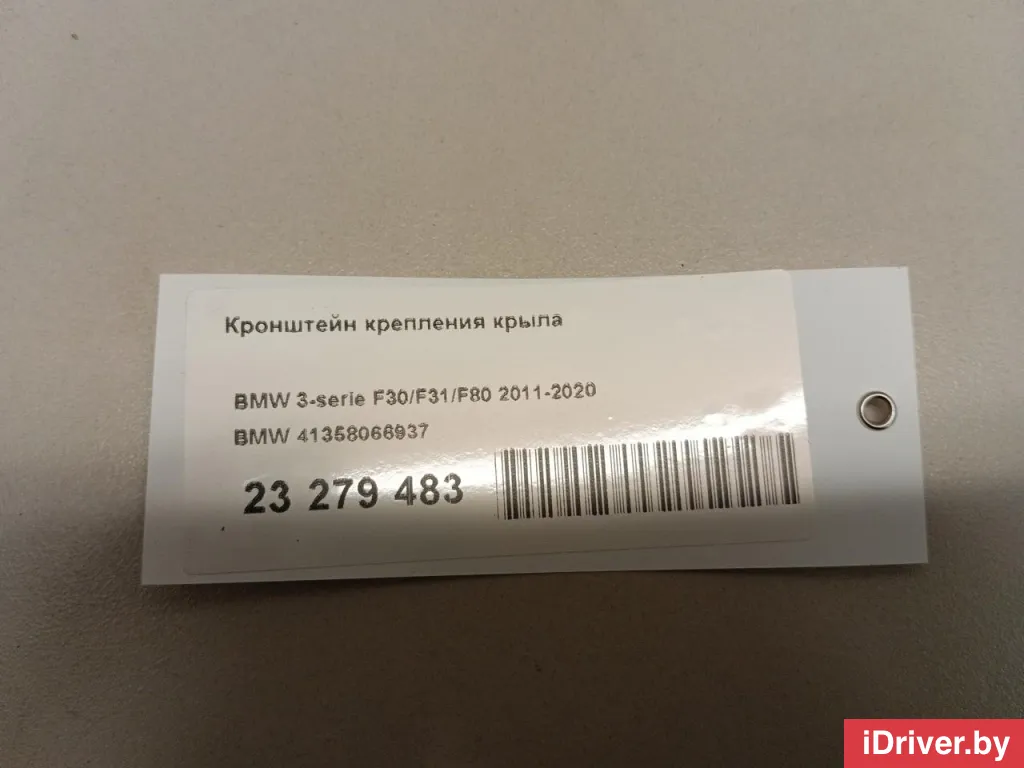 Кронштейн крепления крыла
BMW 3-serie F30/F31/F80 2011-2020
BMW 41358066937
23 279 483
iDriver.by